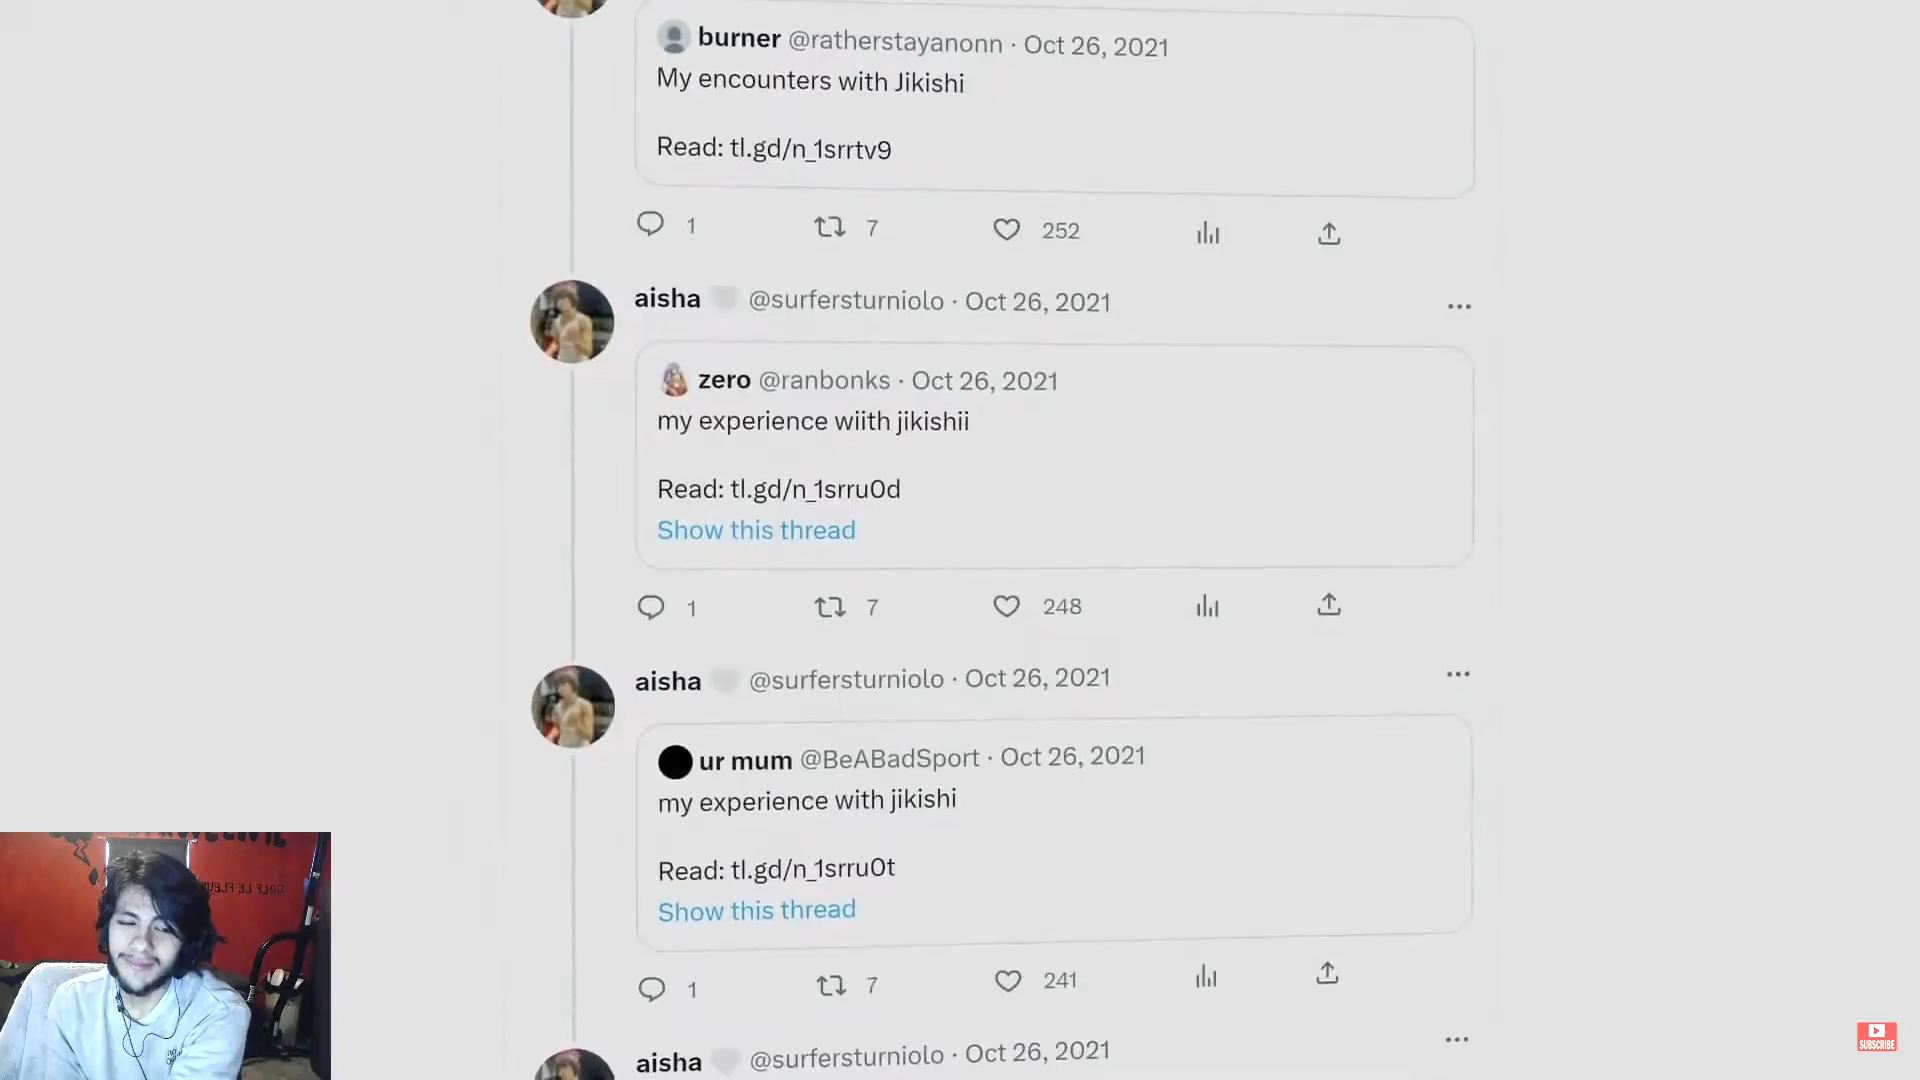 burner @ratherstayanonn · Oct 26, 2021
My encounters with Jikishi
Read: tl.gd/n_1srrtv9
1 7 252
aisha @surfersturniolo · Oct 26, 2021
zero @ranbonks · Oct 26, 2021
my experience wiith jikishii
Read: tl.gd/n_1srru0d
Show this thread
1 7 248
aisha @surfersturniolo · Oct 26, 2021
ur mum @BeABadSport · Oct 26, 2021
my experience with jikishi
Read: tl.gd/n_1srru0t
Show this thread
1 7 241
aisha @surfersturniolo · Oct 26, 2021
SUBSCRIBE